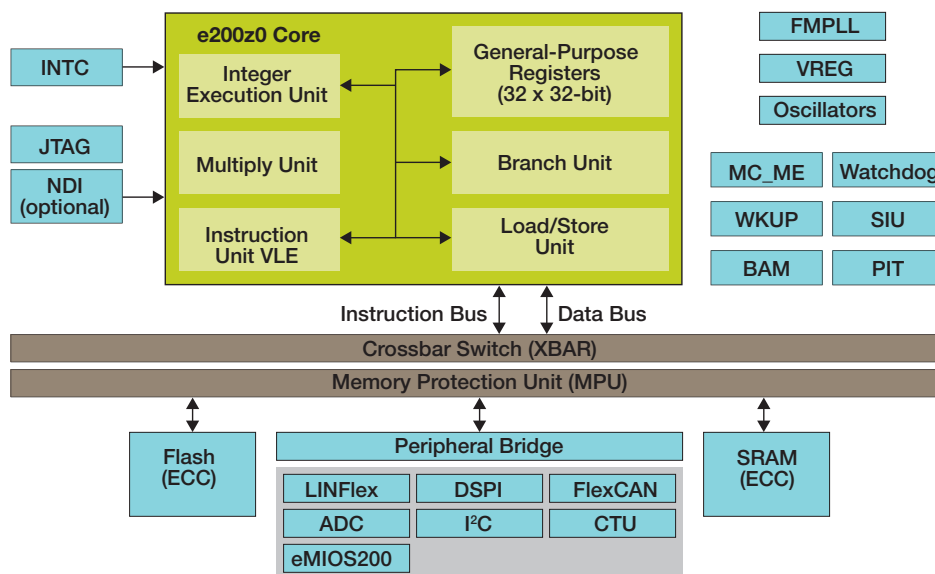 e200z0 Core
INTC
JTAG
NDI
(optional)
Integer
Execution Unit
Multiply Unit
Instruction
Unit VLE
General-Purpose
Registers
(32 x 32-bit)
Branch Unit
Load/Store
Unit
FMPLL
VREG
Oscillators
MC_ME
Watchdog
WKUP
SIU
BAM
PIT
Instruction Bus
Data Bus
Crossbar Switch (XBAR)
Memory Protection Unit (MPU)
Flash
(ECC)
Peripheral Bridge
LINFlex
DSPI
FlexCAN
ADC
I²C
CTU
eMIOS200
SRAM
(ECC)